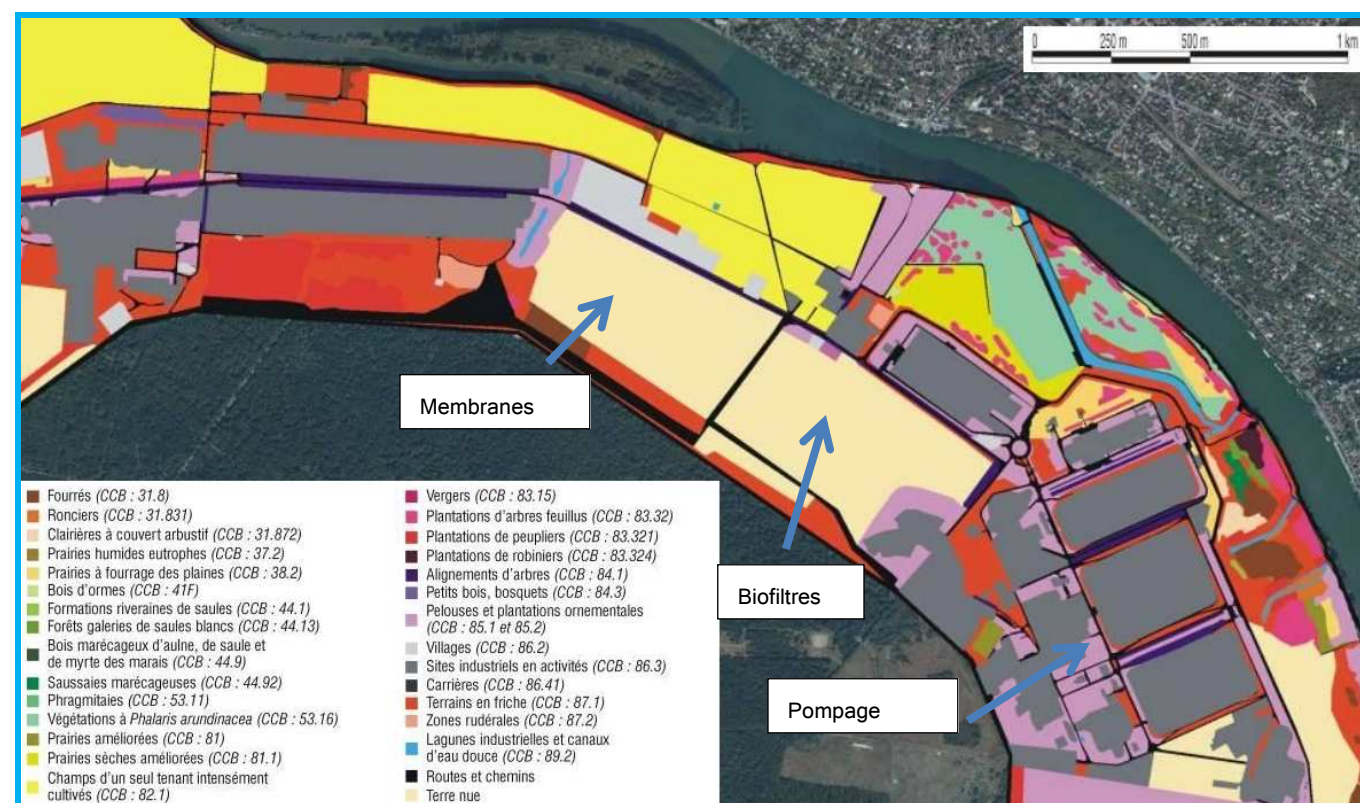 0 250 m 500 m 1 km
Membranes
Biofiltres
Pompage
Fourrés (CCB : 31.8)
Ronciers (CCB : 31.831)
Clairières à couvert arbustif (CCB : 31.872)
Prairies humides eutrophes (CCB : 37.2)
Prairies à fourrage des plaines (CCB : 38.2)
Bois d'ormes (CCB : 41F)
Formations riveraines de saules (CCB : 44.1)
Forêts galeries de saules blancs (CCB : 44.13)
Bois marécageux d'aulne, de saule et
de myrte des marais (CCB : 44.9)
Saussaies marécageuses (CCB : 44.92)
Phragmitaies (CCB : 53.11)
Végétations à Phalaris arundinacea (CCB : 53.16)
Prairies améliorées (CCB : 81)
Prairies sèches améliorées (CCB : 81.1)
Champs d'un seul tenant intensément
cultivés (CCB : 82.1)
Vergers (CCB : 83.15)
Plantations d'arbres feuillus (CCB : 83.32)
Plantations de peupliers (CCB : 83.321)
Plantations de robiniers (CCB : 83.324)
Alignements d'arbres (CCB : 84.1)
Petits bois, bosquets (CCB : 84.3)
Pelouses et plantations ornementales
(CCB : 85.1 et 85.2)
Villages (CCB : 86.2)
Sites industriels en activités (CCB : 86.3)
Carrières (CCB : 86.41)
Terrains en friche (CCB : 87.1)
Zones rudérales (CCB : 87.2)
Lagunes industrielles et canaux
d'eau douce (CCB : 89.2)
Routes et chemins
Terre nue